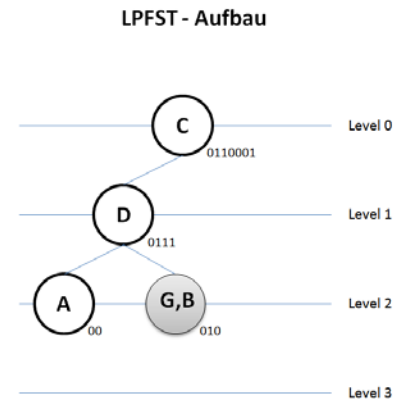 LPFST - Aufbau
C
Level 0
0110001
D
Level 1
0111
A
G,B
Level 2
00
010
Level 3